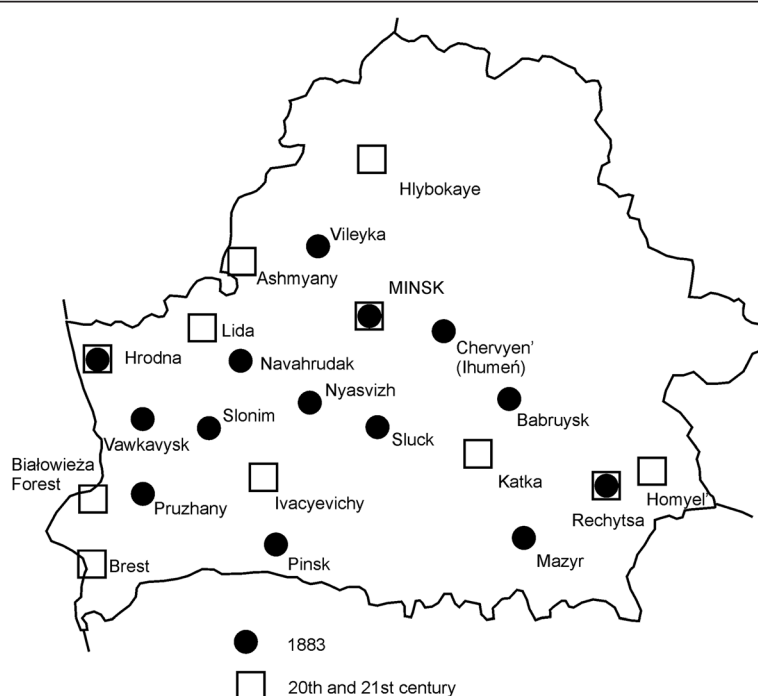 Hlybokaye
Vileyka
Ashmyany
MINSK
Lida
Chervyen'
(Ihumeń)
Hrodna
Navahrudak
Nyasvizh
Babruysk
Slonim
Vawkavysk
Sluck
Białowieża
Forest
Katka
Ivacyevichy
Homyel'
Pruzhany
Rechytsa
Brest
Pinsk
Mazyr
1883
20th and 21st century